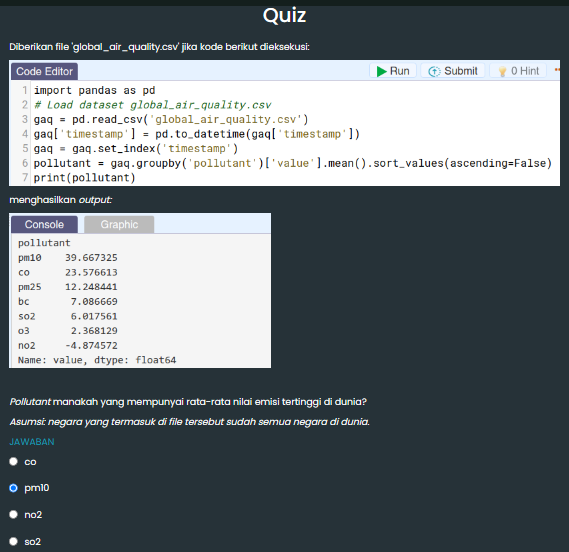 Quiz
Diberikan file 'global_air_quality.csv' jika kode berikut dieksekusi:
Code Editor
Run
Submit
0 Hint
1 import pandas as pd
2 # Load dataset global_air_quality.csv
3 gaq = pd.read_csv('global_air_quality.csv')
4 gaq['timestamp'] = pd.to_datetime(gaq['timestamp'])
5 gaq = gaq.set_index('timestamp')
6 pollutant = gaq.groupby('pollutant')['value'].mean().sort_values(ascending=False)
7 print(pollutant)
menghasilkan output:
Console
Graphic
pollutant
pm10 39.667325
co 23.576613
pm25 12.248441
bc 7.086669
so2 6.017561
o3 2.368129
no2 -4.874572
Name: value, dtype: float64
Pollutant manakah yang mempunyai rata-rata nilai emisi tertinggi di dunia?
Asumsi: negara yang termasuk di file tersebut sudah semua negara di dunia.
JAWABAN
co
pm10
no2
so2